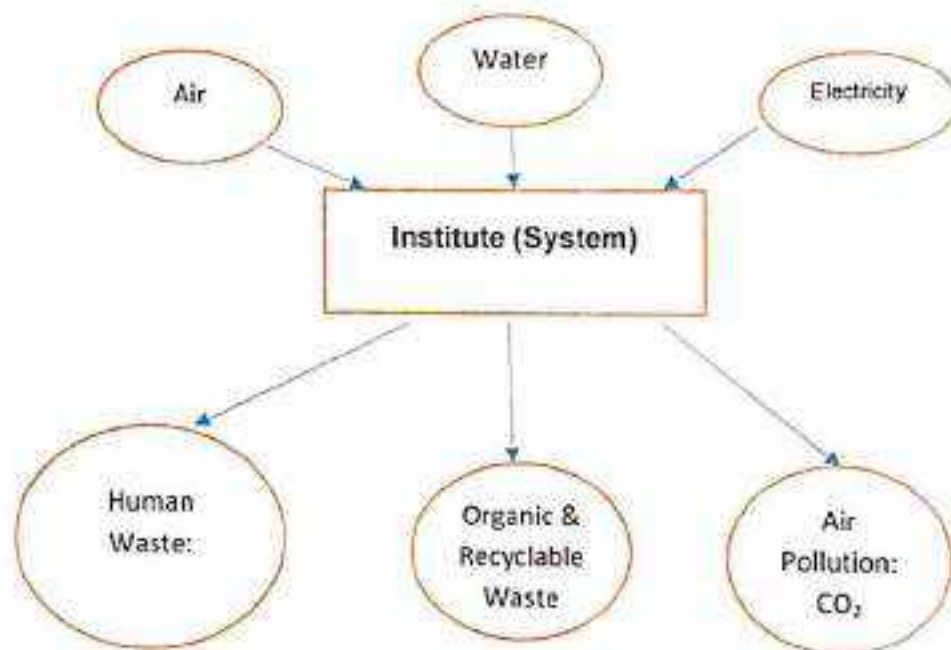 Air
Water
Electricity
Institute (System)
Human
Waste:
Organic &
Recyclable
Waste
Air
Pollution:
CO₂